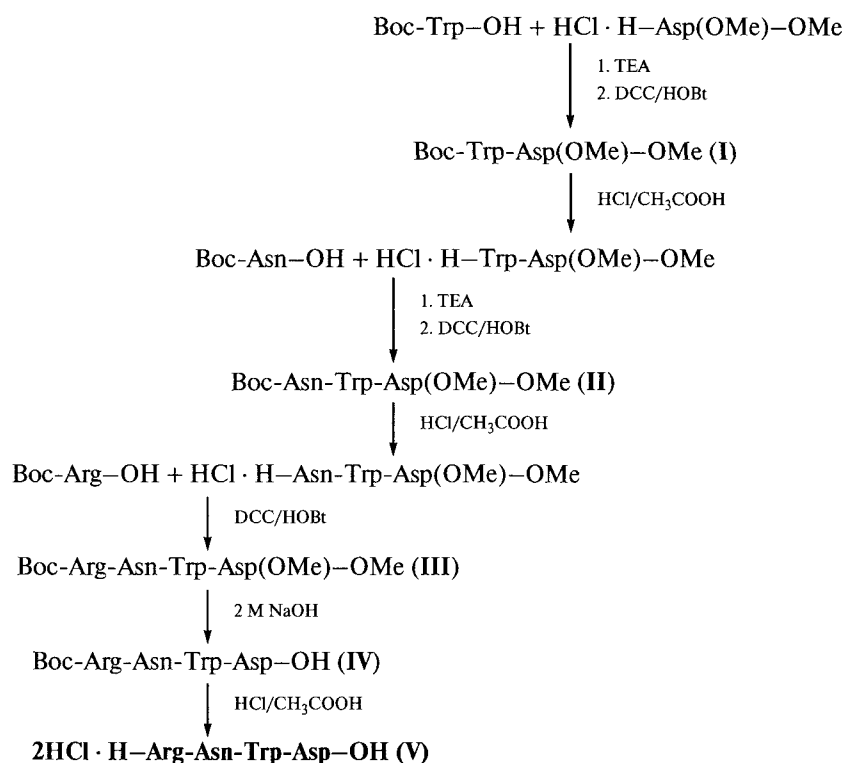 Boc-Trp–OH + HCl · H–Asp(OMe)–OMe
1. TEA
2. DCC/HOBt
Boc-Trp-Asp(OMe)–OMe (I)
HCl/CH₃COOH
Boc-Asn–OH + HCl · H–Trp-Asp(OMe)–OMe
1. TEA
2. DCC/HOBt
Boc-Asn-Trp-Asp(OMe)–OMe (II)
HCl/CH₃COOH
Boc-Arg–OH + HCl · H–Asn-Trp-Asp(OMe)–OMe
DCC/HOBt
Boc-Arg-Asn-Trp-Asp(OMe)–OMe (III)
2 M NaOH
Boc-Arg-Asn-Trp-Asp–OH (IV)
HCl/CH₃COOH
2HCl · H–Arg-Asn-Trp-Asp–OH (V)